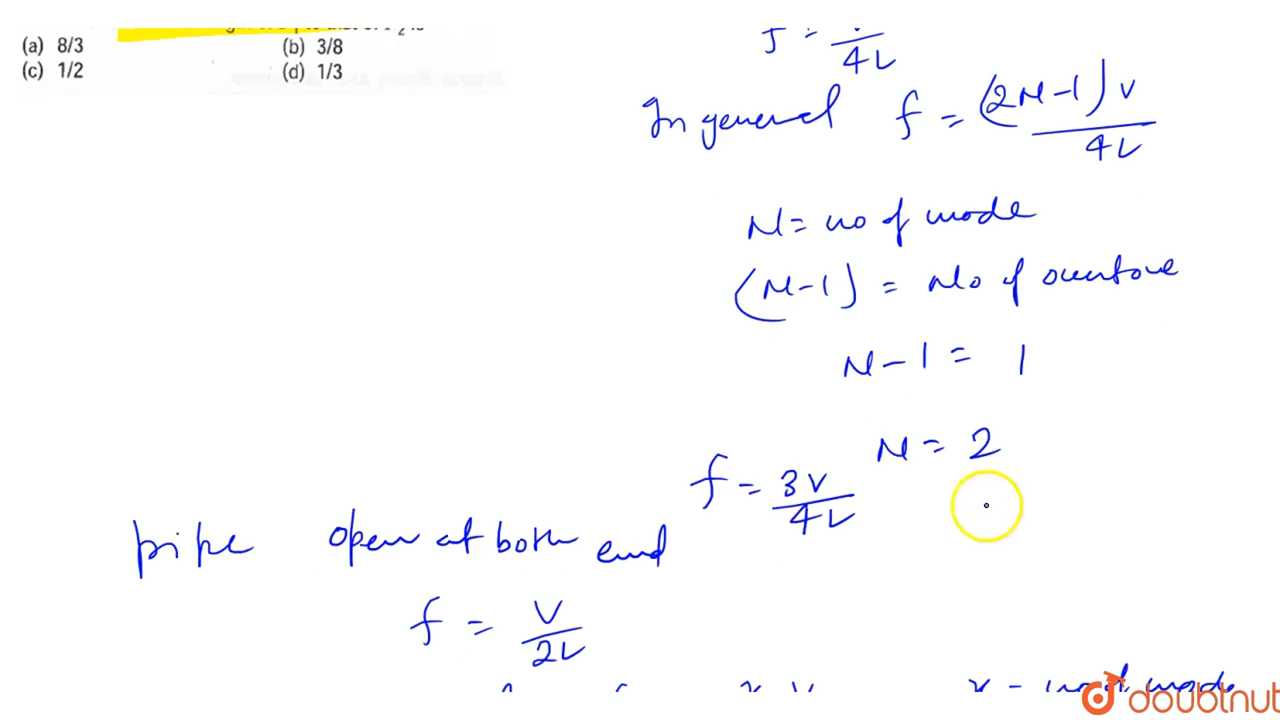 (a) 8/3 (b) 3/8
(c) 1/2 (d) 1/3
4L
In general f = (2N-1) v
4L
N = no of mode
(N-1) = No of overtone
N - 1 = 1
N = 2
f = 3v
4L
pipe open at both end
f = V
2L
doubtnut